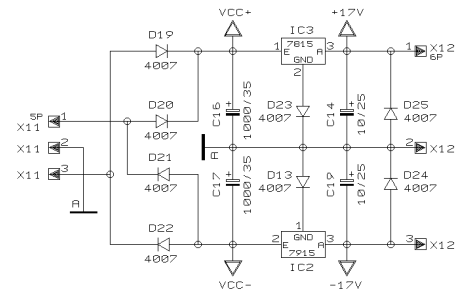 VCC+
+17V
D19
4007
IC3
1
7815
3
E
A
GND
2
1
X12
6P
D20
4007
C16
+
1000/35
D23
4007
C14
+
10/25
D25
4007
5P
1
X11
2
X11
3
X11
A
A
2
X12
D21
4007
C17
+
1000/35
D13
4007
C19
+
10/25
D24
4007
D22
4007
1
GND
2
E
A
3
7915
3
X12
IC2
VCC-
-17V